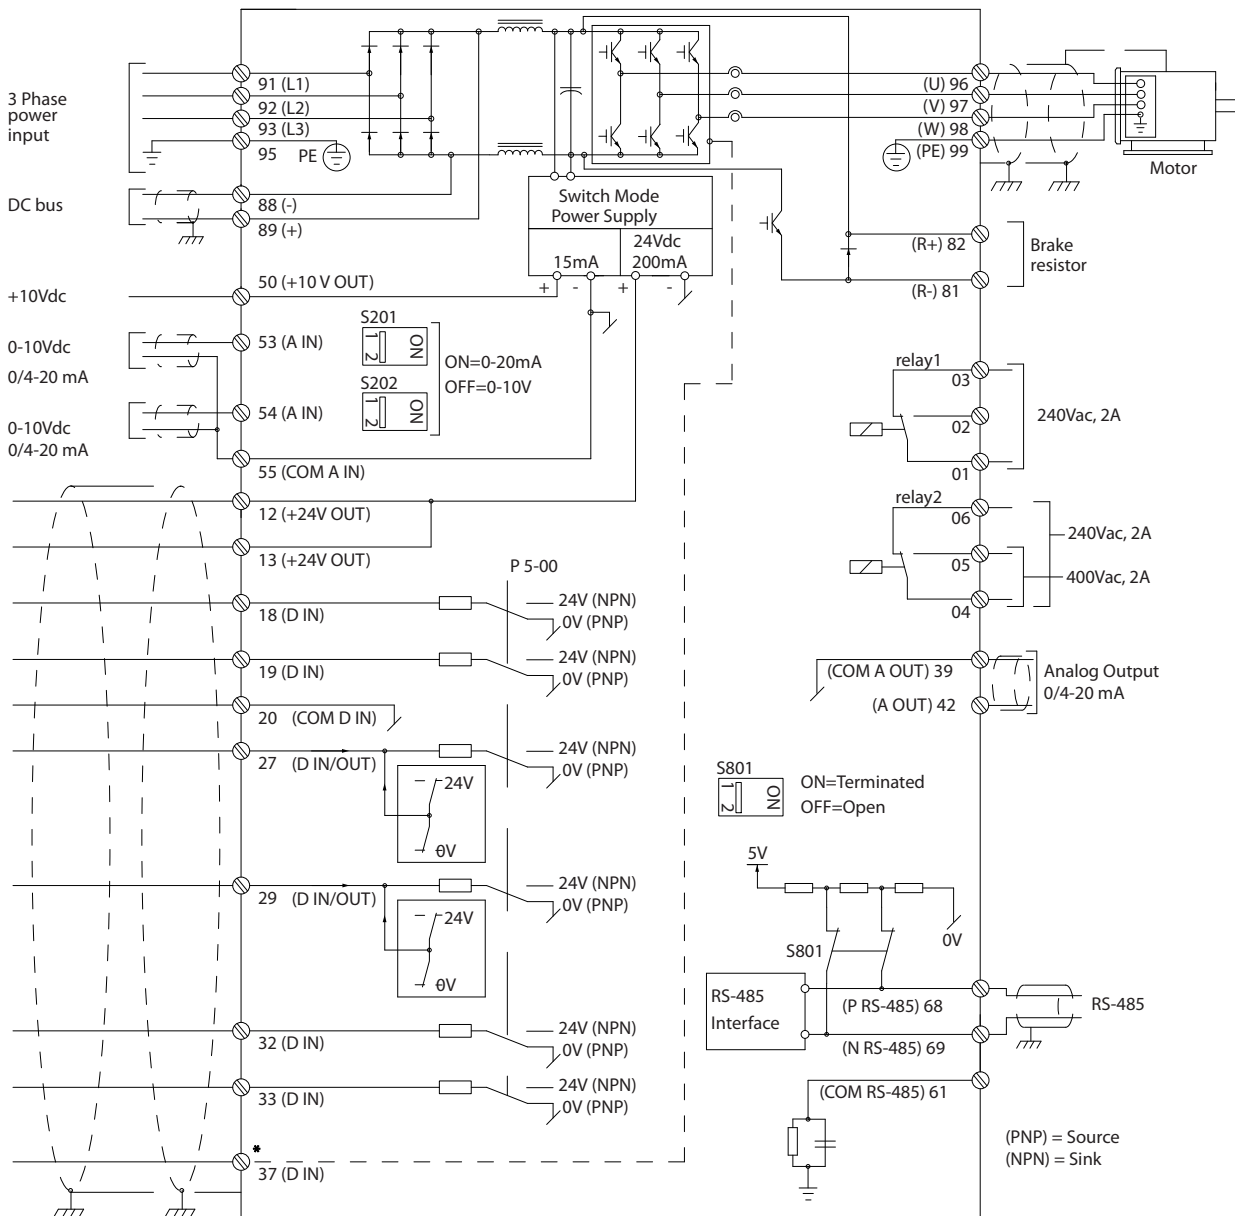 3 Phase
power
input
91 (L1)
92 (L2)
93 (L3)
95
PE
DC bus
88 (-)
89 (+)
+10Vdc
50 (+10 V OUT)
0-10Vdc
0/4-20 mA
53 (A IN)
0-10Vdc
0/4-20 mA
54 (A IN)
55 (COM A IN)
12 (+24V OUT)
13 (+24V OUT)
18 (D IN)
19 (D IN)
20 (COM D IN)
27 (D IN/OUT)
29 (D IN/OUT)
32 (D IN)
33 (D IN)
*
37 (D IN)
S201
1
2
ON
S202
1
2
ON
ON=0-20mA
OFF=0-10V
Switch Mode
Power Supply
15mA
24Vdc
200mA
+ - + -
P 5-00
24V (NPN)
0V (PNP)
24V (NPN)
0V (PNP)
24V (NPN)
0V (PNP)
24V
0V
24V (NPN)
0V (PNP)
24V
0V
24V (NPN)
0V (PNP)
24V (NPN)
0V (PNP)
(U) 96
(V) 97
(W) 98
(PE) 99
Motor
(R+) 82
(R-) 81
Brake
resistor
relay1
03
02
01
240Vac, 2A
relay2
06
05
04
240Vac, 2A
400Vac, 2A
(COM A OUT) 39
(A OUT) 42
Analog Output
0/4-20 mA
S801
1
2
ON
ON=Terminated
OFF=Open
5V
0V
S801
RS-485
Interface
(P RS-485) 68
(N RS-485) 69
RS-485
(COM RS-485) 61
(PNP) = Source
(NPN) = Sink